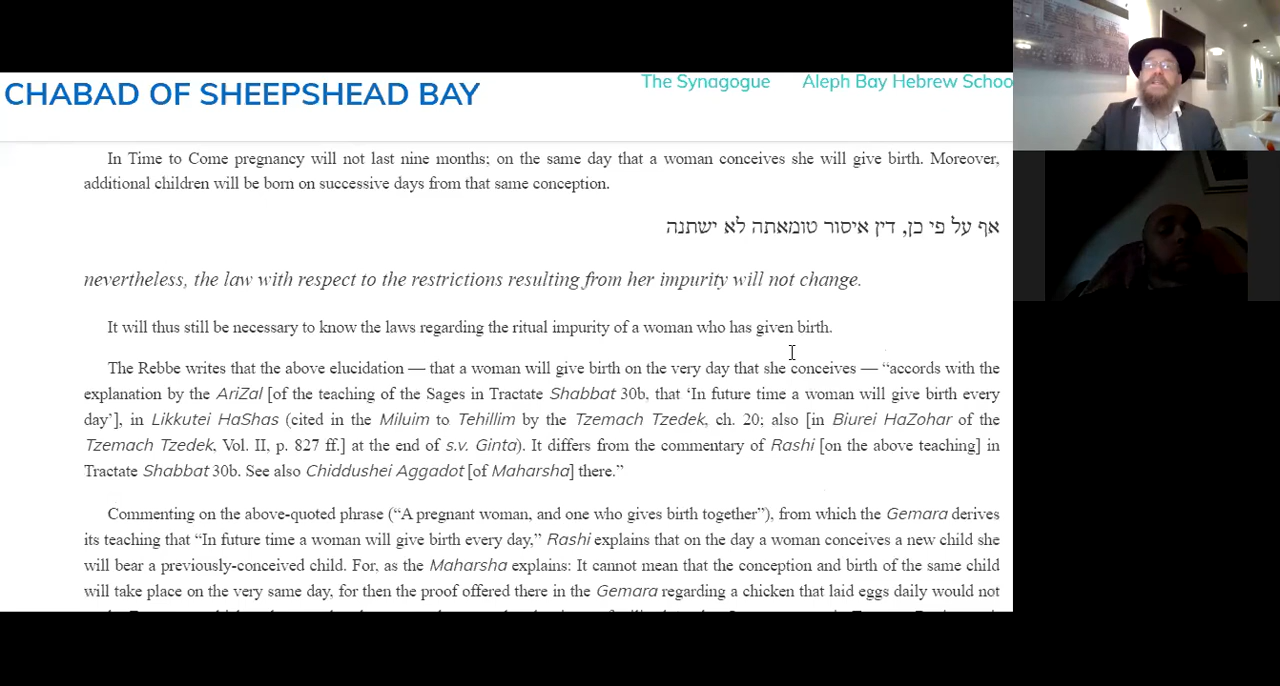 CHABAD OF SHEEPSHEAD BAY
The Synagogue
Aleph Bay Hebrew Schoo
In Time to Come pregnancy will not last nine months; on the same day that a woman conceives she will give birth. Moreover,
additional children will be born on successive days from that same conception.
אף על פי כן, דין איסור טומאתה לא ישתנה
nevertheless, the law with respect to the restrictions resulting from her impurity will not change.
It will thus still be necessary to know the laws regarding the ritual impurity of a woman who has given birth.
The Rebbe writes that the above elucidation — that a woman will give birth on the very day that she conceives — “accords with the
explanation by the AriZal [of the teaching of the Sages in Tractate Shabbat 30b, that ‘In future time a woman will give birth every
day’], in Likkutei HaShas (cited in the Miluim to Tehillim by the Tzemach Tzedek, ch. 20; also [in Biurei HaZohar of the
Tzemach Tzedek, Vol. II, p. 827 ff.] at the end of s.v. Ginta). It differs from the commentary of Rashi [on the above teaching] in
Tractate Shabbat 30b. See also Chiddushei Aggadot [of Maharsha] there.”
Commenting on the above-quoted phrase (“A pregnant woman, and one who gives birth together”), from which the Gemara derives
its teaching that “In future time a woman will give birth every day,” Rashi explains that on the day a woman conceives a new child she
will bear a previously-conceived child. For, as the Maharsha explains: It cannot mean that the conception and birth of the same child
will take place on the very same day, for then the proof offered there in the Gemara regarding a chicken that laid eggs daily would not